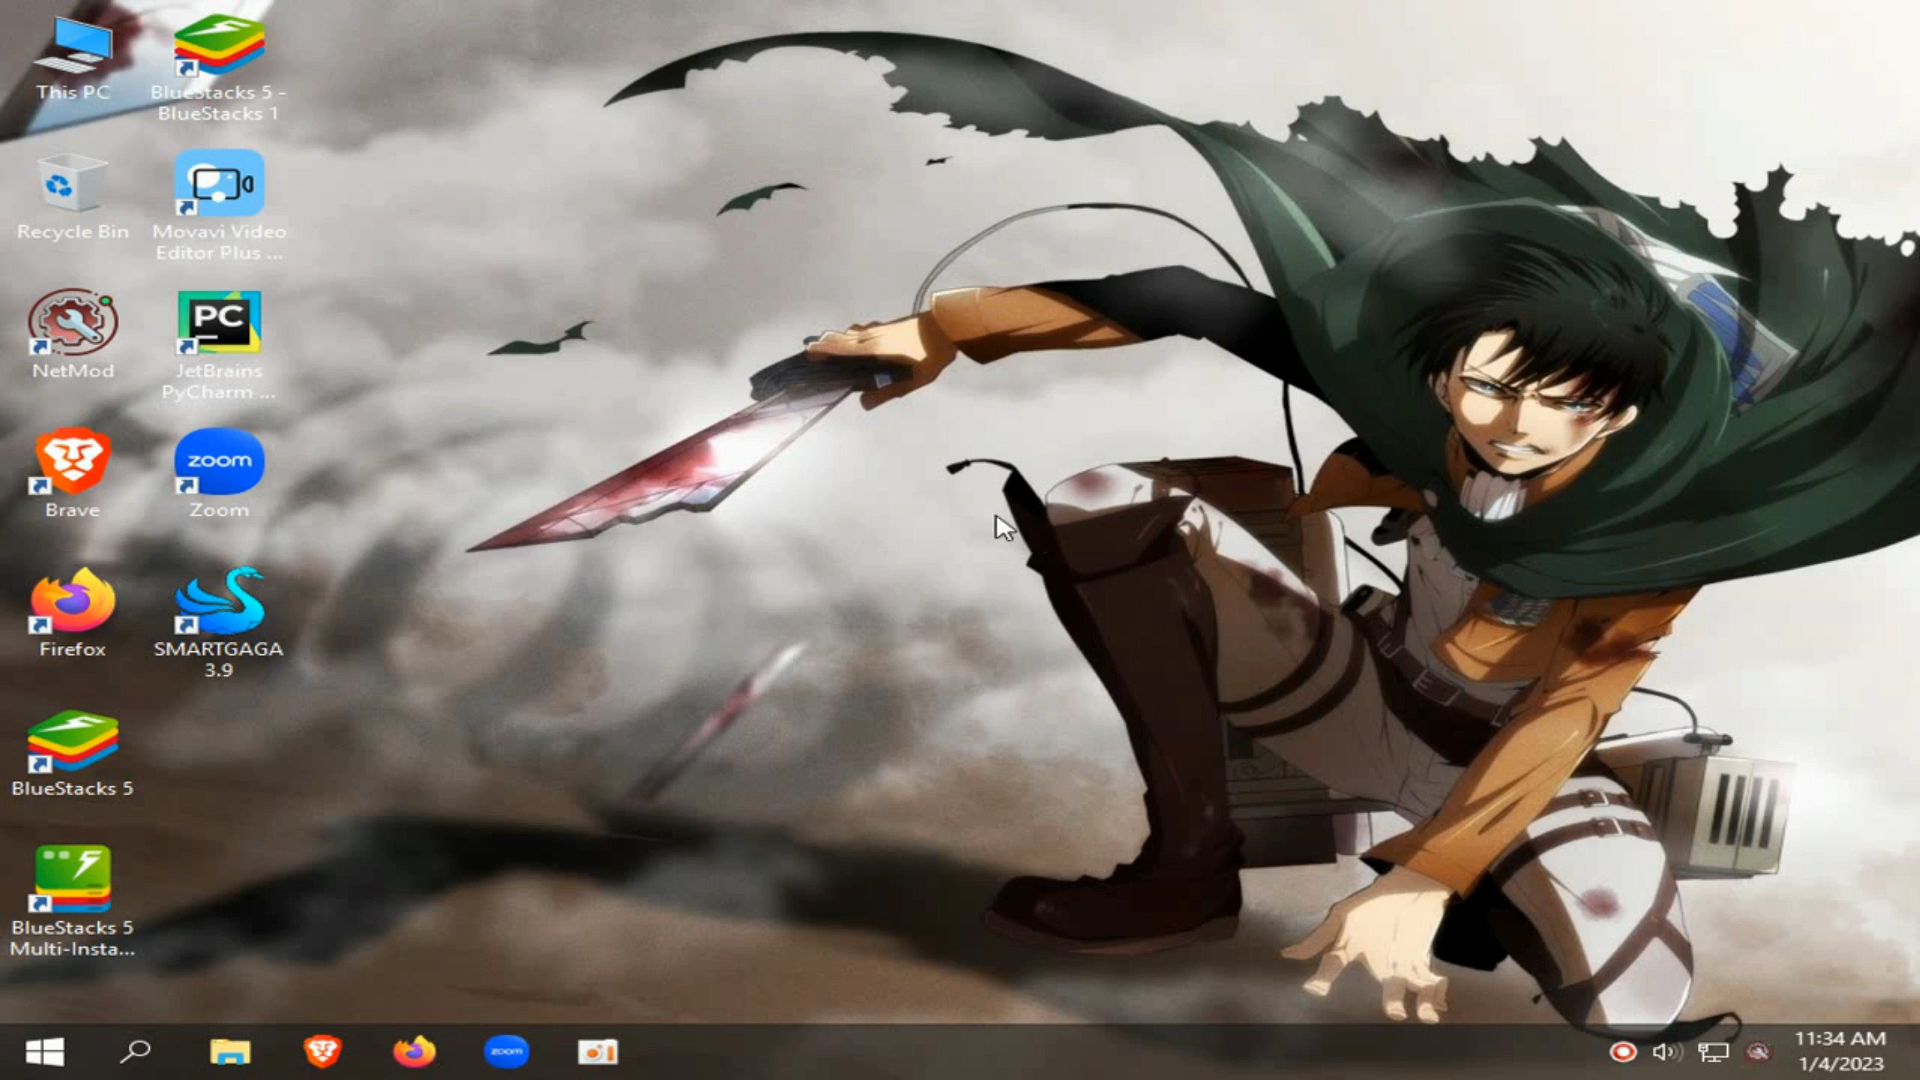 This PC
BlueStacks 5 -
BlueStacks 1
Recycle Bin
Movavi Video
Editor Plus ...
NetMod
PC
JetBrains
PyCharm ...
Brave
zoom
Zoom
Firefox
SMARTGAGA
3.9
BlueStacks 5
BlueStacks 5
Multi-Insta...
zoom
11:34 AM
1/4/2023